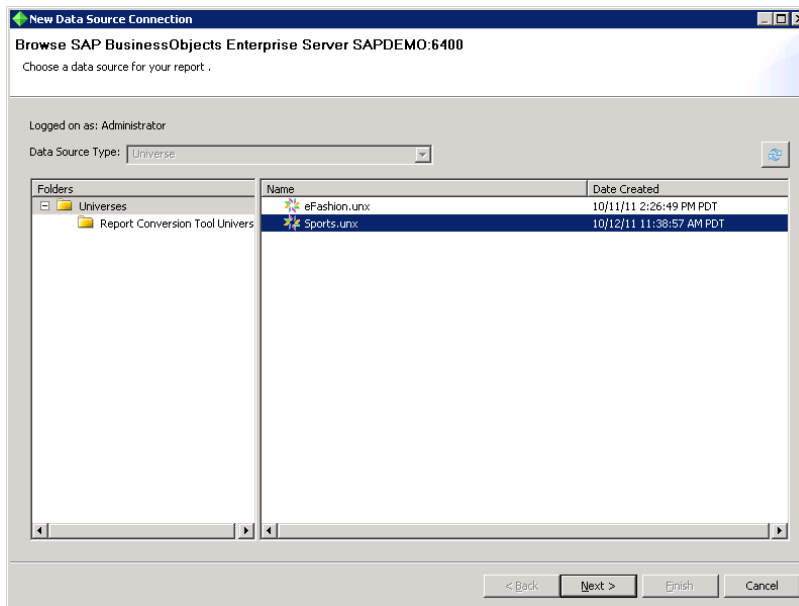 New Data Source Connection
Browse SAP BusinessObjects Enterprise Server SAPDEMO:6400
Choose a data source for your report .
Logged on as: Administrator
Data Source Type: Universe
Folders Name Date Created
Universes eFashion.unx 10/11/11 2:26:49 PM PDT
Report Conversion Tool Univers Sports.unx 10/12/11 11:38:57 AM PDT
< Back Next > Finish Cancel